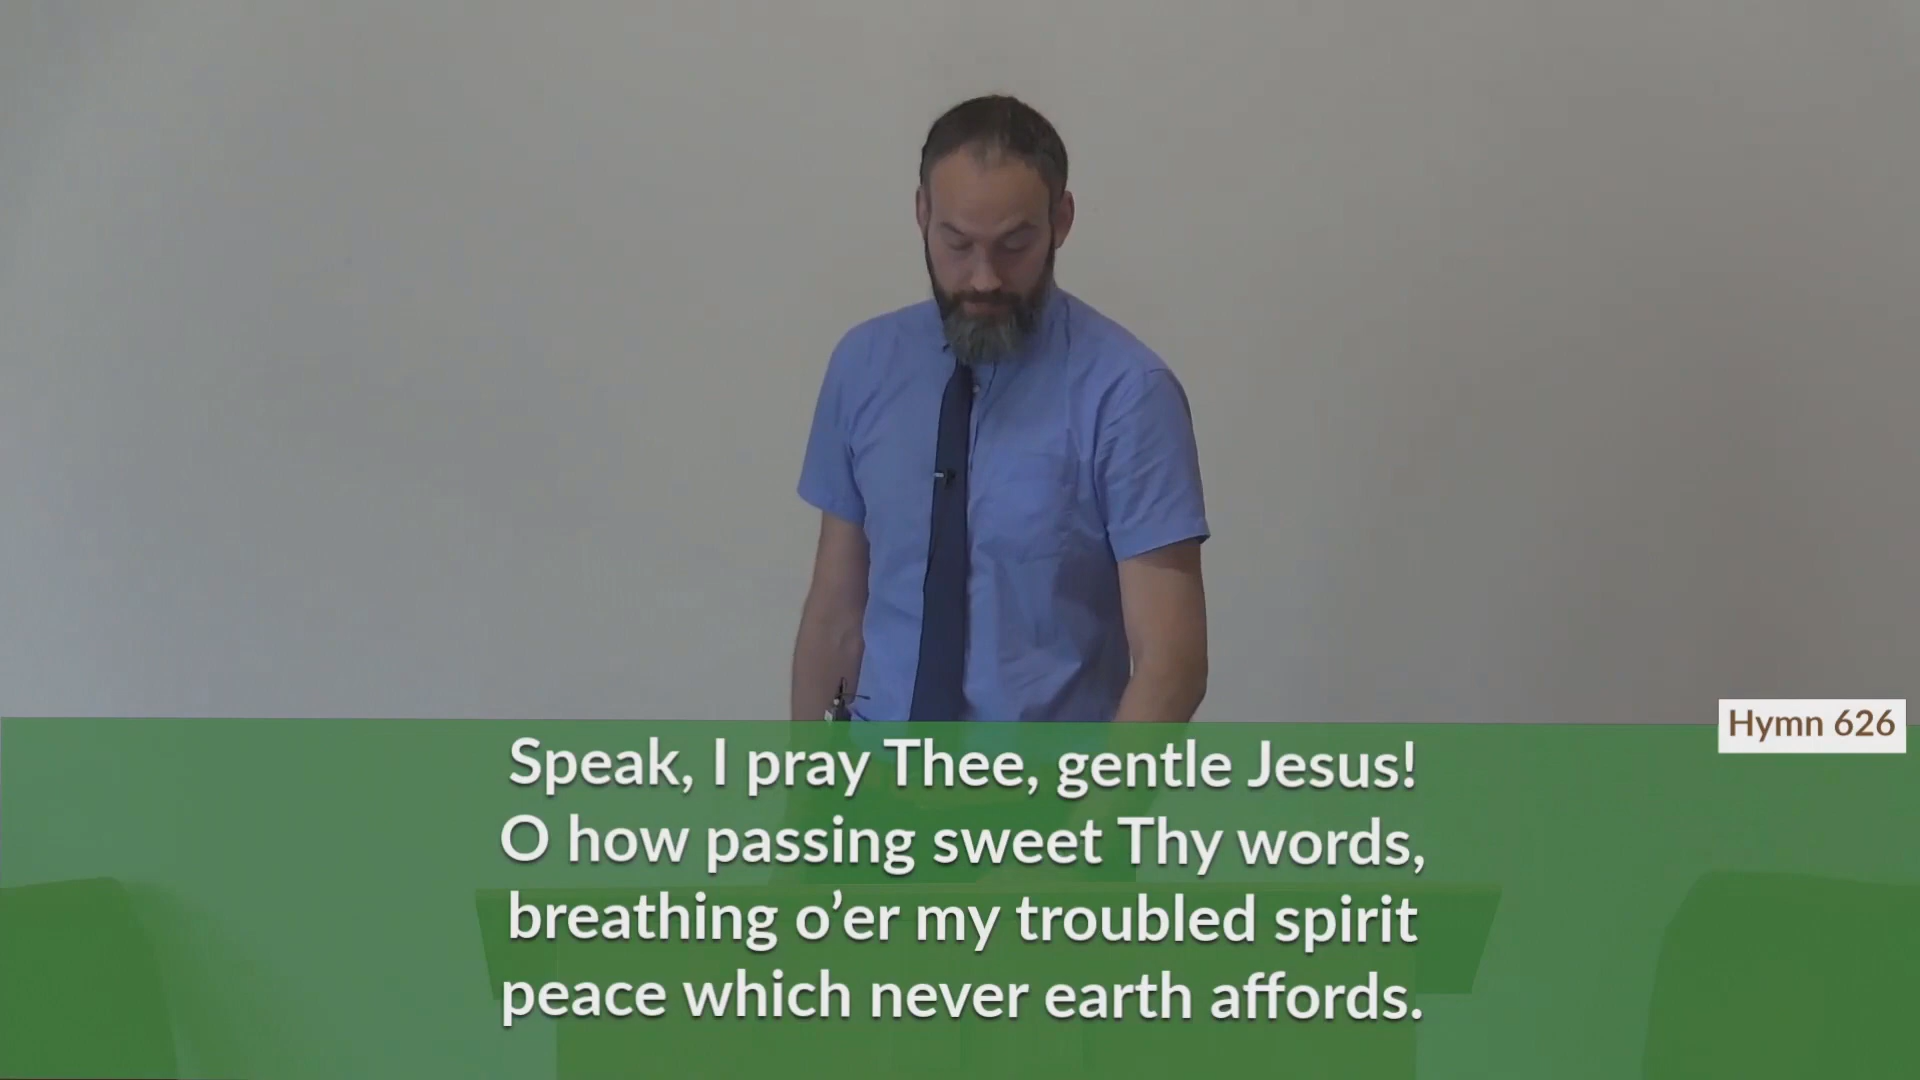 Hymn 626
Speak, I pray Thee, gentle Jesus!
O how passing sweet Thy words,
breathing o’er my troubled spirit
peace which never earth affords.